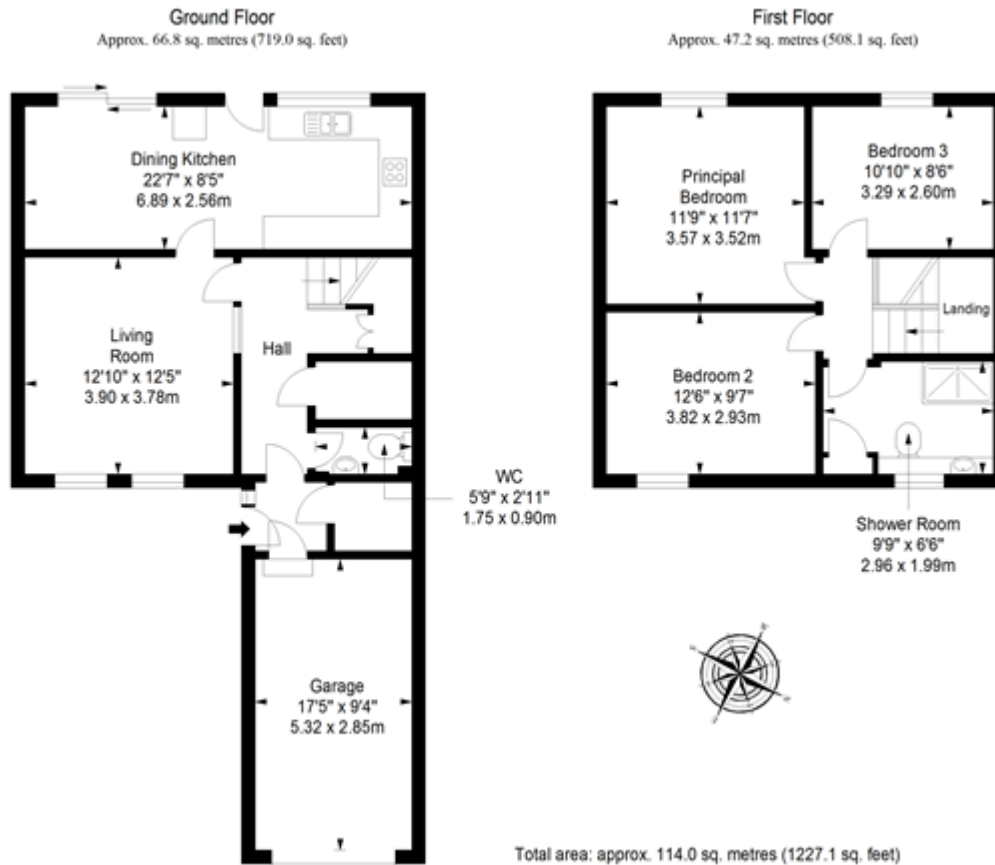 Ground Floor
Approx. 66.8 sq. metres (719.0 sq. feet)
Dining Kitchen
22'7" x 8'5"
6.89 x 2.56m
Living
Room
12'10" x 12'5"
3.90 x 3.78m
Hall
WC
5'9" x 2'11"
1.75 x 0.90m
Garage
17'5" x 9'4"
5.32 x 2.85m
First Floor
Approx. 47.2 sq. metres (508.1 sq. feet)
Principal
Bedroom
11'9" x 11'7"
3.57 x 3.52m
Bedroom 3
10'10" x 8'6"
3.29 x 2.60m
Landing
Bedroom 2
12'6" x 9'7"
3.82 x 2.93m
Shower Room
9'9" x 6'6"
2.96 x 1.99m
Total area: approx. 114.0 sq. metres (1227.1 sq. feet)